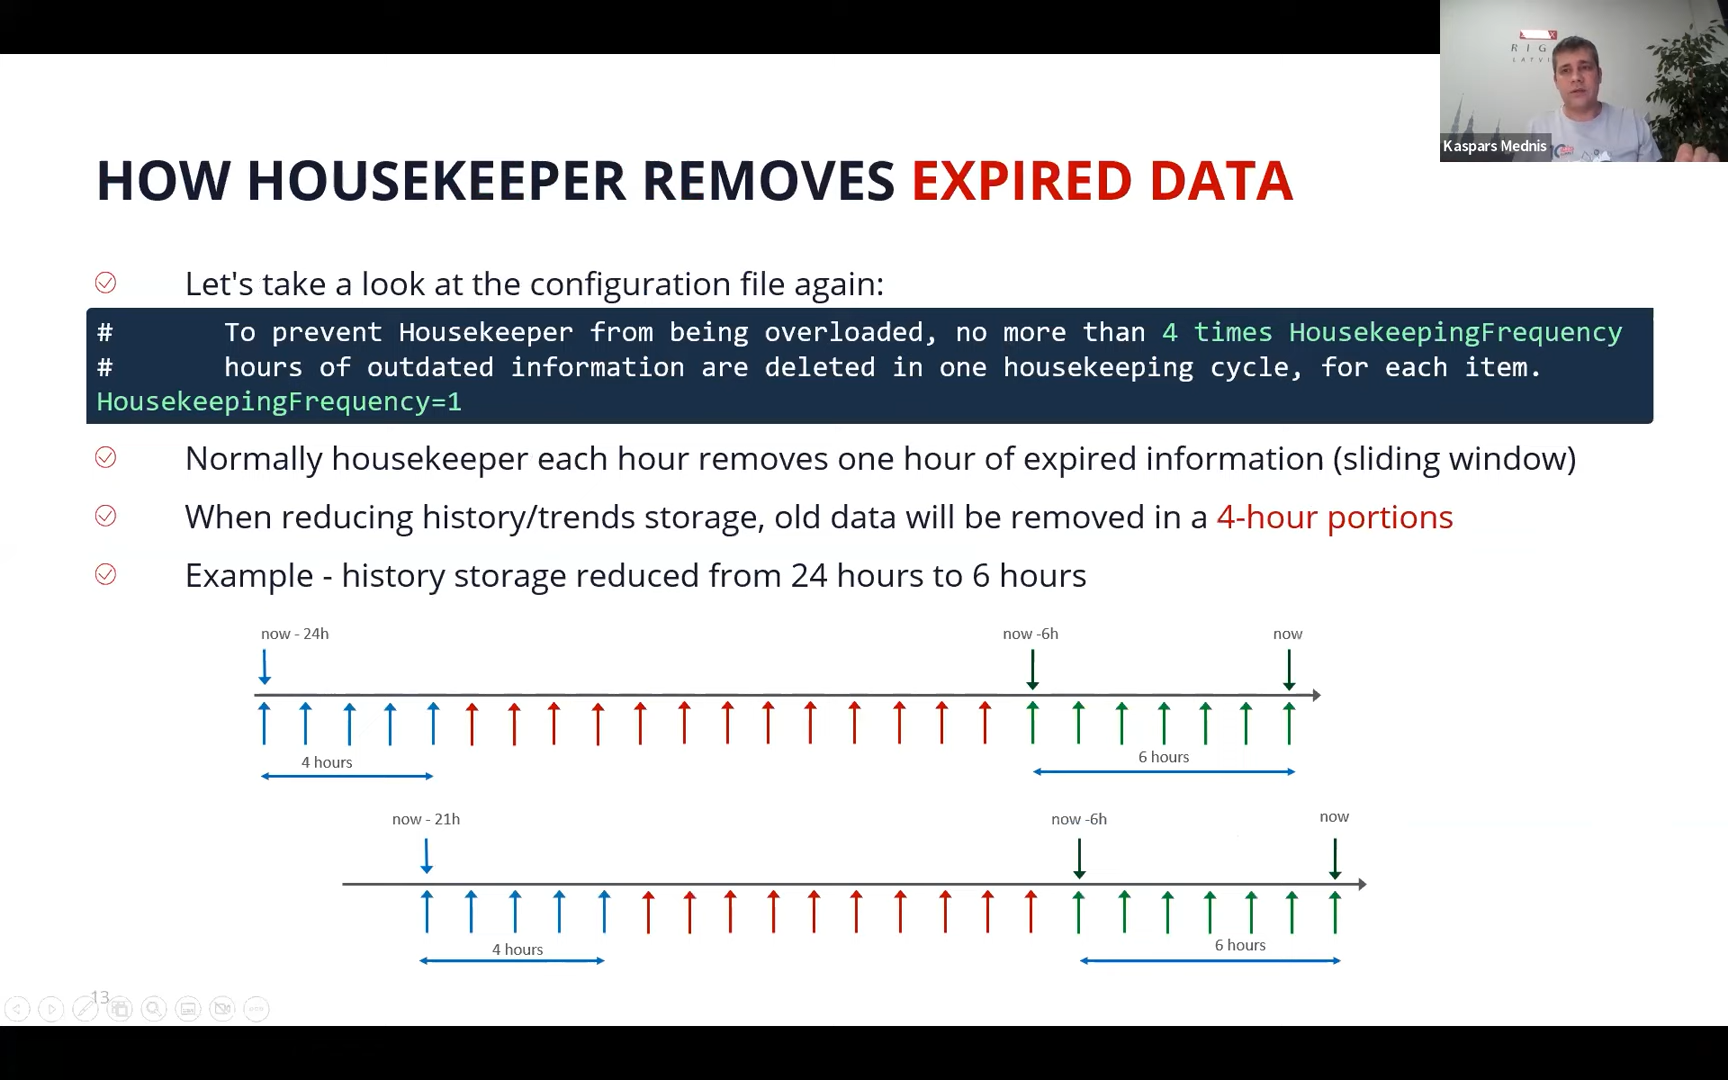 RIG
LATVI
Kaspars Mednis
HOW HOUSEKEEPER REMOVES EXPIRED DATA
Let's take a look at the configuration file again:
# To prevent Housekeeper from being overloaded, no more than 4 times HousekeepingFrequency
# hours of outdated information are deleted in one housekeeping cycle, for each item.
HousekeepingFrequency=1
Normally housekeeper each hour removes one hour of expired information (sliding window)
When reducing history/trends storage, old data will be removed in a 4-hour portions
Example - history storage reduced from 24 hours to 6 hours
now - 24h now -6h now
4 hours 6 hours
now - 21h now -6h now
4 hours 6 hours
13